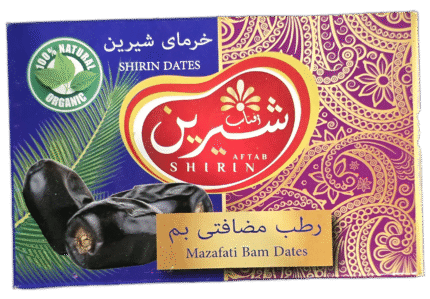 100% NATURAL
ORGANIC
خرمای شیرین
SHIRIN DATES
آفتاب
شیرین
AFTAB
SHIRIN
رطب مضافتی بم
Mazafati Bam Dates